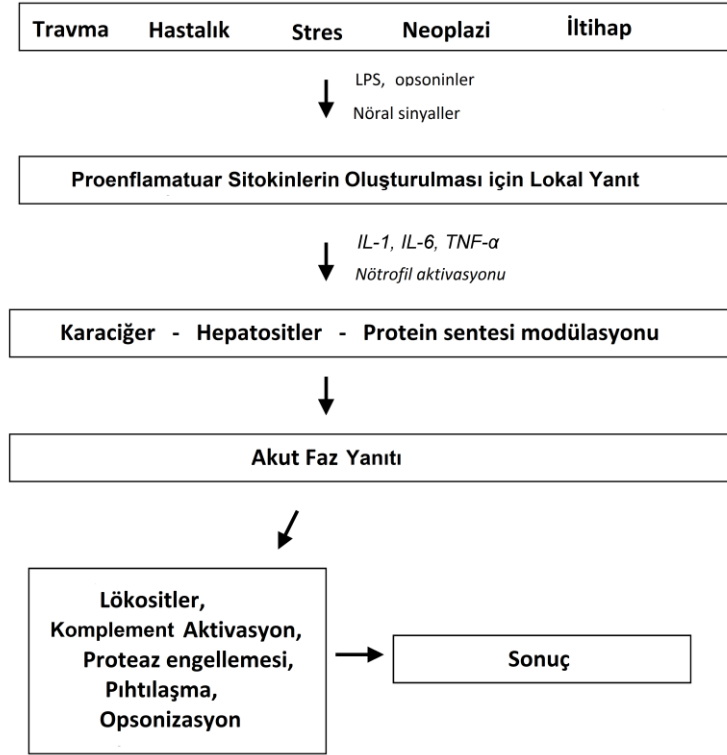 Travma Hastalık Stres Neoplazi İltihap
LPS, opsoninler
Nöral sinyaller
Proenflamatuar Sitokinlerin Oluşturulması için Lokal Yanıt
IL-1, IL-6, TNF-α
Nötrofil aktivasyonu
Karaciğer - Hepatositler - Protein sentesi modülasyonu
Akut Faz Yanıtı
Lökositler,
Komplement Aktivasyon,
Proteaz engellemesi,
Pıhtılaşma,
Opsonizasyon
Sonuç